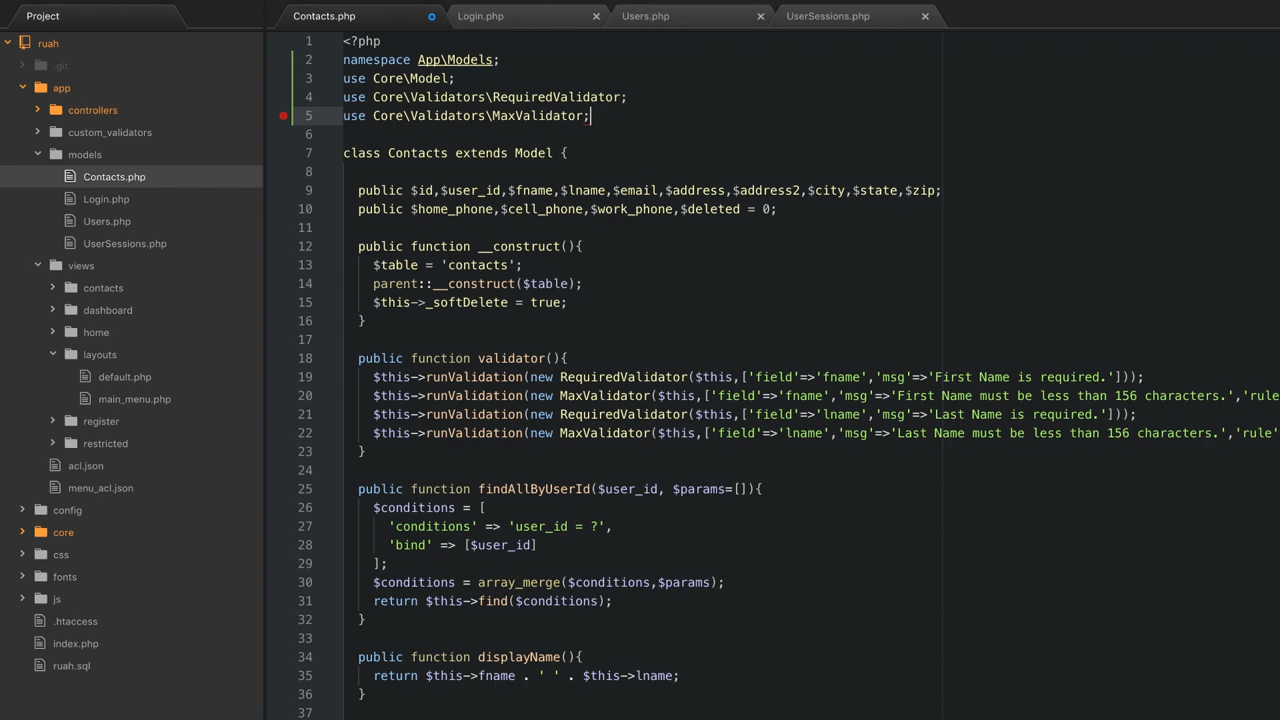 Project
ruah
.git
app
controllers
custom_validators
models
Contacts.php
Login.php
Users.php
UserSessions.php
views
contacts
dashboard
home
layouts
default.php
main_menu.php
register
restricted
acl.json
menu_acl.json
config
core
css
fonts
js
.htaccess
index.php
ruah.sql
Contacts.php Login.php Users.php UserSessions.php
1 <?php
2 namespace App\Models;
3 use Core\Model;
4 use Core\Validators\RequiredValidator;
5 use Core\Validators\MaxValidator;
6
7 class Contacts extends Model {
8
9 public $id,$user_id,$fname,$lname,$email,$address,$address2,$city,$state,$zip;
10 public $home_phone,$cell_phone,$work_phone,$deleted = 0;
11
12 public function __construct(){
13 $table = 'contacts';
14 parent::__construct($table);
15 $this->_softDelete = true;
16 }
17
18 public function validator(){
19 $this->runValidation(new RequiredValidator($this,['field'=>'fname','msg'=>'First Name is required.']));
20 $this->runValidation(new MaxValidator($this,['field'=>'fname','msg'=>'First Name must be less than 156 characters.','rule'
21 $this->runValidation(new RequiredValidator($this,['field'=>'lname','msg'=>'Last Name is required.']));
22 $this->runValidation(new MaxValidator($this,['field'=>'lname','msg'=>'Last Name must be less than 156 characters.','rule'
23 }
24
25 public function findAllByUserId($user_id, $params=[]){
26 $conditions = [
27 'conditions' => 'user_id = ?',
28 'bind' => [$user_id]
29 ];
30 $conditions = array_merge($conditions,$params);
31 return $this->find($conditions);
32 }
33
34 public function displayName(){
35 return $this->fname . ' ' . $this->lname;
36 }
37